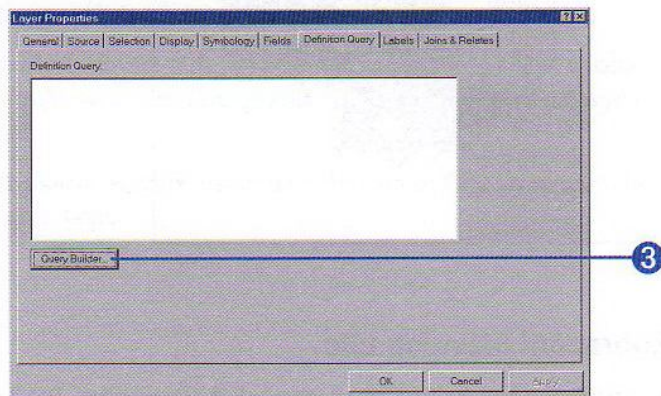 Layer Properties
General Source Selection Display Symbology Fields Definition Query Labels Joins & Relates
Definition Query:
Query Builder...
3
OK Cancel Apply